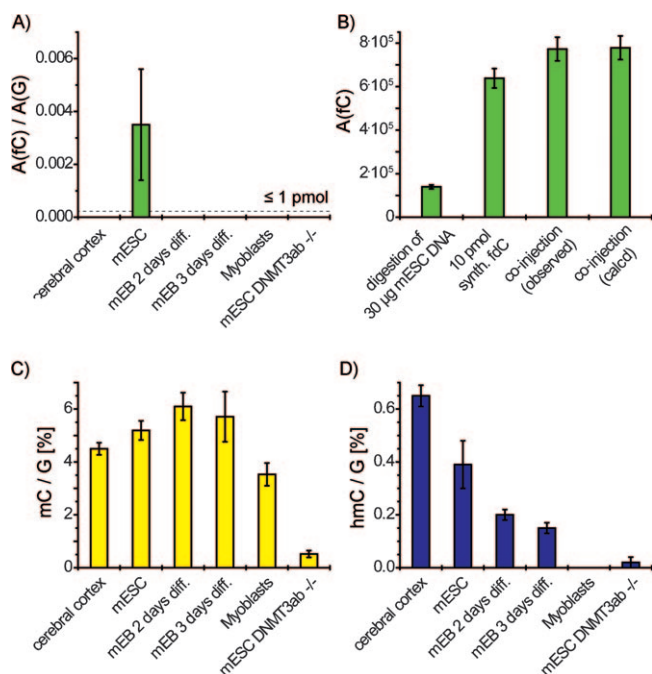 A)
A(fC) / A(G)
0.006
0.004
0.002
0.000
≤ 1 pmol
cerebral cortex
mESC
mEB 2 days diff.
mEB 3 days diff.
Myoblasts
mESC DNMT3ab -/-
B)
A(fC)
8·10⁵
6·10⁵
4·10⁵
2·10⁵
0
digestion of
30 µg mESC DNA
10 pmol
synth. fdC
co-injection
(observed)
co-injection
(calcd)
C)
mC / G [%]
6
4
2
0
cerebral cortex
mESC
mEB 2 days diff.
mEB 3 days diff.
Myoblasts
mESC DNMT3ab -/-
D)
hmC / G [%]
0.6
0.4
0.2
0.0
cerebral cortex
mESC
mEB 2 days diff.
mEB 3 days diff.
Myoblasts
mESC DNMT3ab -/-